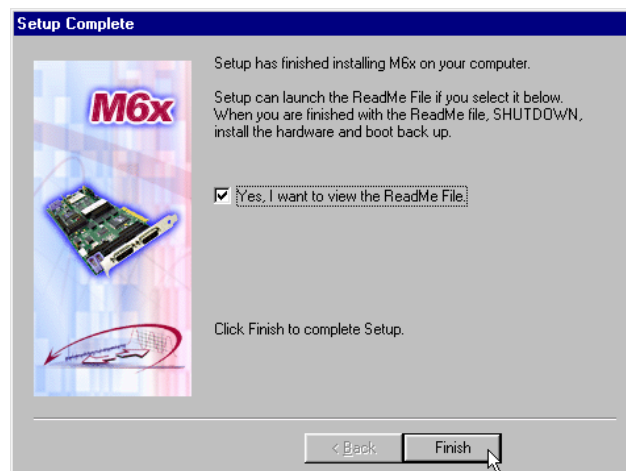 Setup Complete
Setup has finished installing M6x on your computer.
M6x
Setup can launch the ReadMe File if you select it below.
When you are finished with the ReadMe file, SHUTDOWN,
install the hardware and boot back up.
Yes, I want to view the ReadMe File.
Click Finish to complete Setup.
< Back
Finish